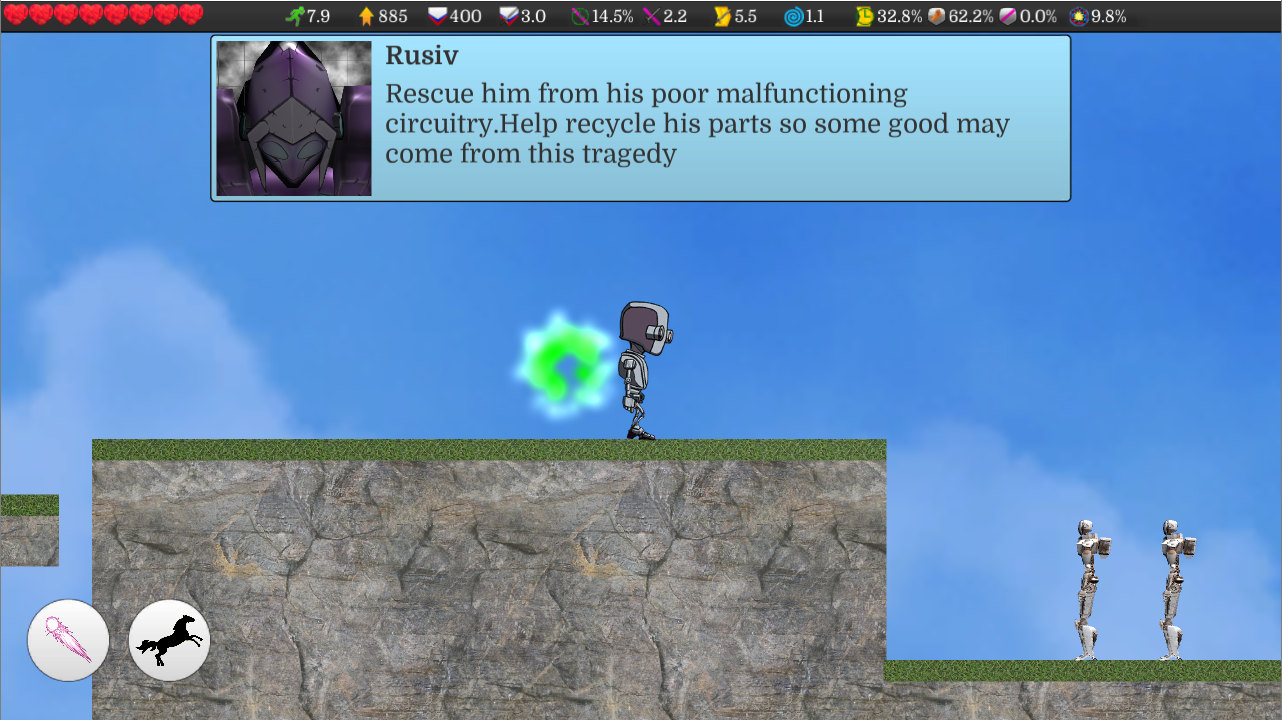 7.9 885 400 3.0 14.5% 2.2 5.5 1.1 32.8% 62.2% 0.0% 9.8%
Rusiv
Rescue him from his poor malfunctioning
circuitry.Help recycle his parts so some good may
come from this tragedy